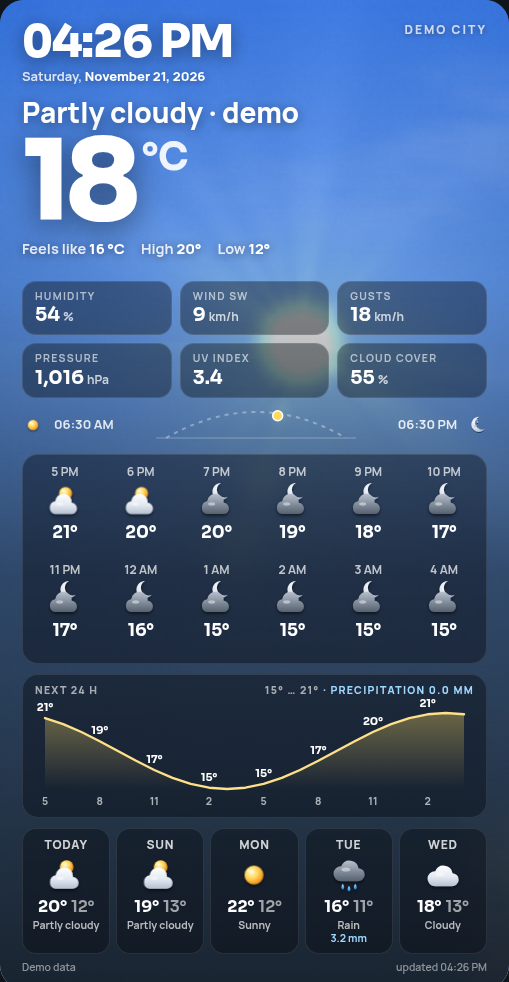 04:26 PM
DEMO CITY
Saturday, November 21, 2026
Partly cloudy · demo
18 °C
Feels like 16 °C High 20° Low 12°
HUMIDITY
54 %
WIND SW
9 km/h
GUSTS
18 km/h
PRESSURE
1,016 hPa
UV INDEX
3.4
CLOUD COVER
55 %
06:30 AM
06:30 PM
5 PM 6 PM 7 PM 8 PM 9 PM 10 PM
21° 20° 20° 19° 18° 17°
11 PM 12 AM 1 AM 2 AM 3 AM 4 AM
17° 16° 15° 15° 15° 15°
NEXT 24 H
15° … 21° · PRECIPITATION 0.0 MM
21° 19° 17° 15° 15° 17° 20° 21°
5 8 11 2 5 8 11 2
TODAY
20° 12°
Partly cloudy
SUN
19° 13°
Partly cloudy
MON
22° 12°
Sunny
TUE
16° 11°
Rain
3.2 mm
WED
18° 13°
Cloudy
Demo data
updated 04:26 PM